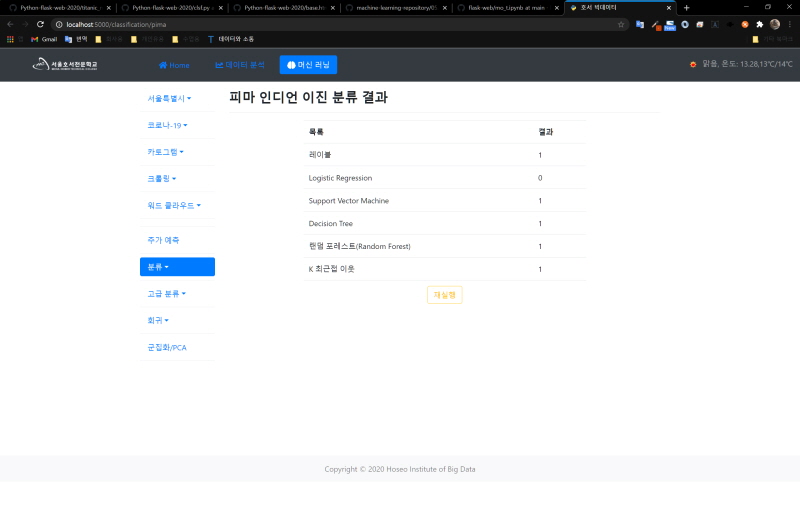 Python-flask-web-2020/titanic_
Python-flask-web-2020/clsf.py
Python-flask-web-2020/base.ht
machine-learning-repository/03
flask web/mo_t.ipynb at main
호서 빅데이터
localhost:5000/classification/pima
앱
Gmail
번역
데이터와 소통
서울호서전문학교
Home
데이터 분석
머신 러닝
맑음, 온도: 13.28,13℃/14℃
서울특별시
코로나-19
카토그램
크롤링
워드 클라우드
주가 예측
분류
고급 분류
회귀
군집화/PCA
피마 인디언 이진 분류 결과
목록 결과
레이블 1
Logistic Regression 0
Support Vector Machine 1
Decision Tree 1
랜덤 포레스트(Random Forest) 1
K 최근접 이웃 1
재실행
Copyright © 2020 Hoseo Institute of Big Data